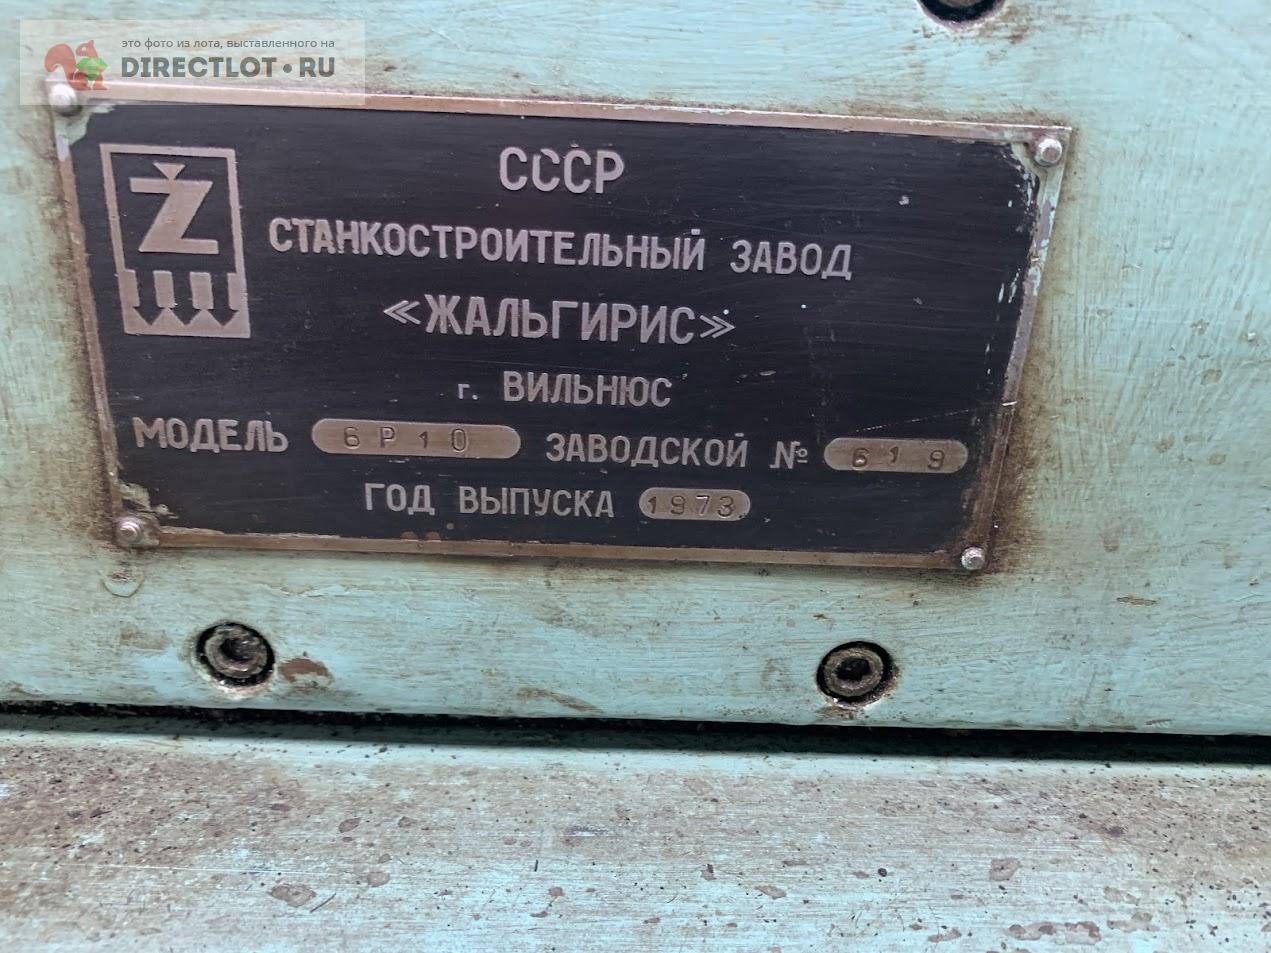 это фото из лота, выставленного на
DIRECTLOT.RU
Ž
СССР
СТАНКОСТРОИТЕЛЬНЫЙ ЗАВОД
«ЖАЛЬГИРИС»
г. ВИЛЬНЮС
МОДЕЛЬ 6Р10 ЗАВОДСКОЙ № 619
ГОД ВЫПУСКА 1973